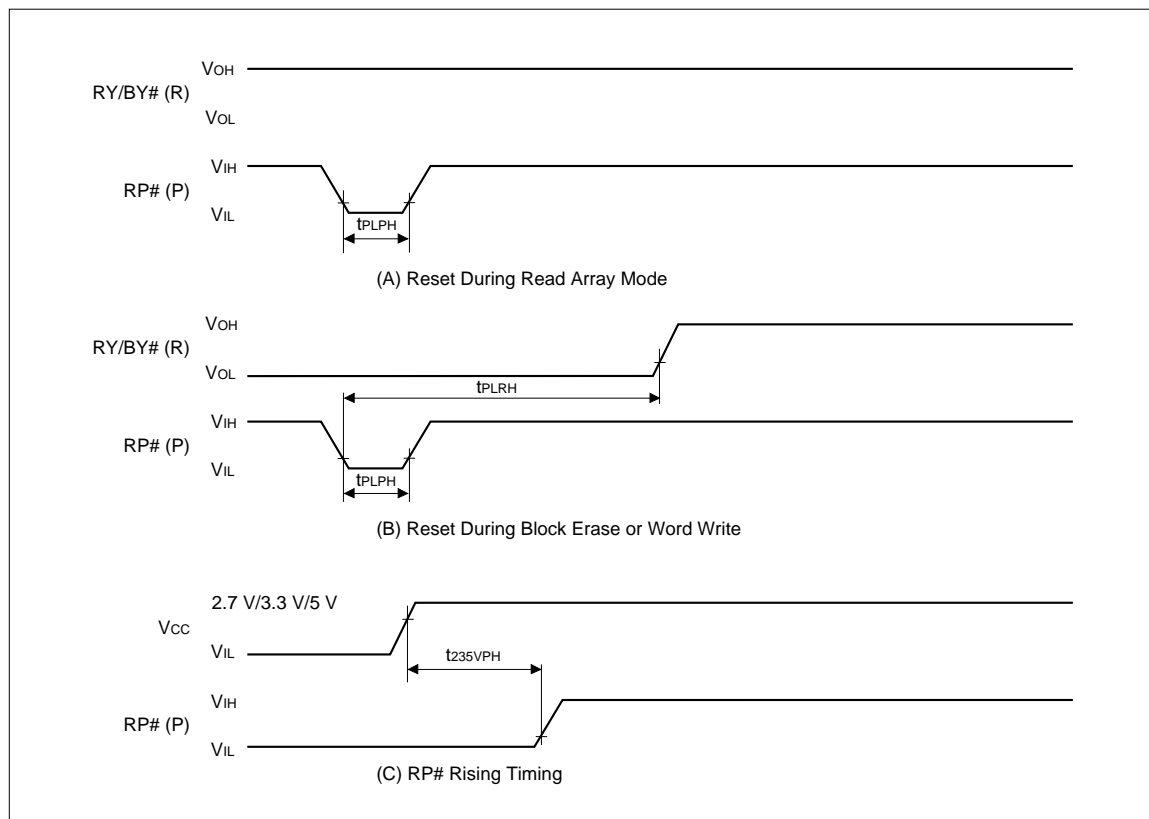 VOH
RY/BY# (R)
VOL
VIH
RP# (P)
VIL
tPLPH
(A) Reset During Read Array Mode
VOH
RY/BY# (R)
VOL
tPLRH
VIH
RP# (P)
VIL
tPLPH
(B) Reset During Block Erase or Word Write
2.7 V/3.3 V/5 V
VCC
VIL
t235VPH
VIH
RP# (P)
VIL
(C) RP# Rising Timing